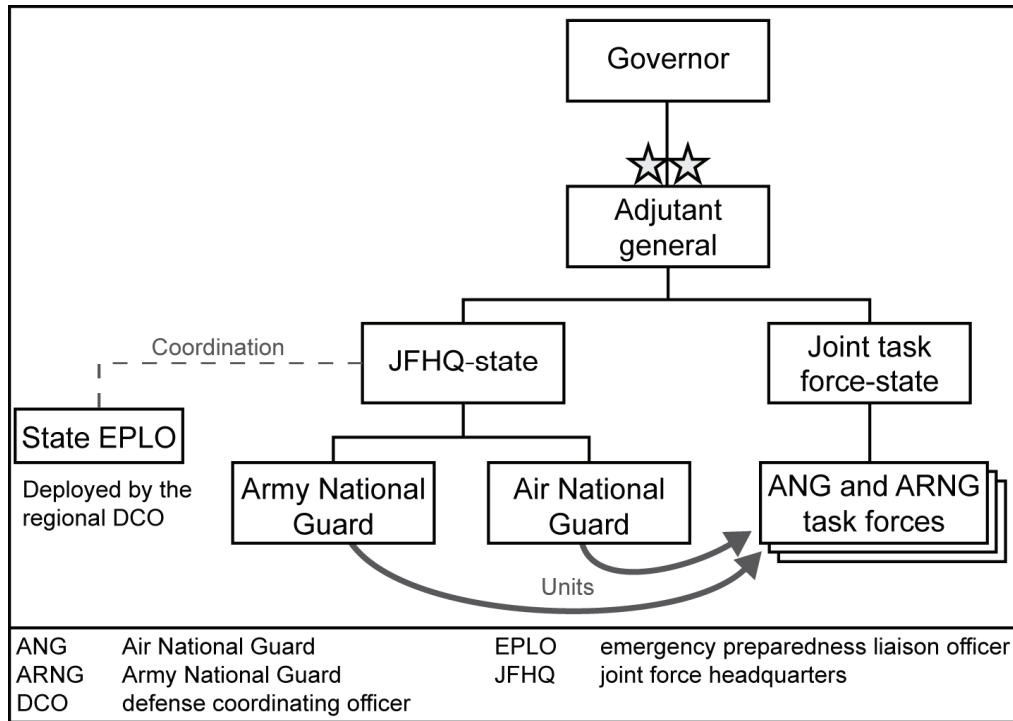 Governor
Adjutant
general
Coordination
JFHQ-state
Joint task
force-state
State EPLO
Deployed by the
regional DCO
Army National
Guard
Air National
Guard
ANG and ARNG
task forces
Units
ANG Air National Guard
ARNG Army National Guard
DCO defense coordinating officer
EPLO emergency preparedness liaison officer
JFHQ joint force headquarters